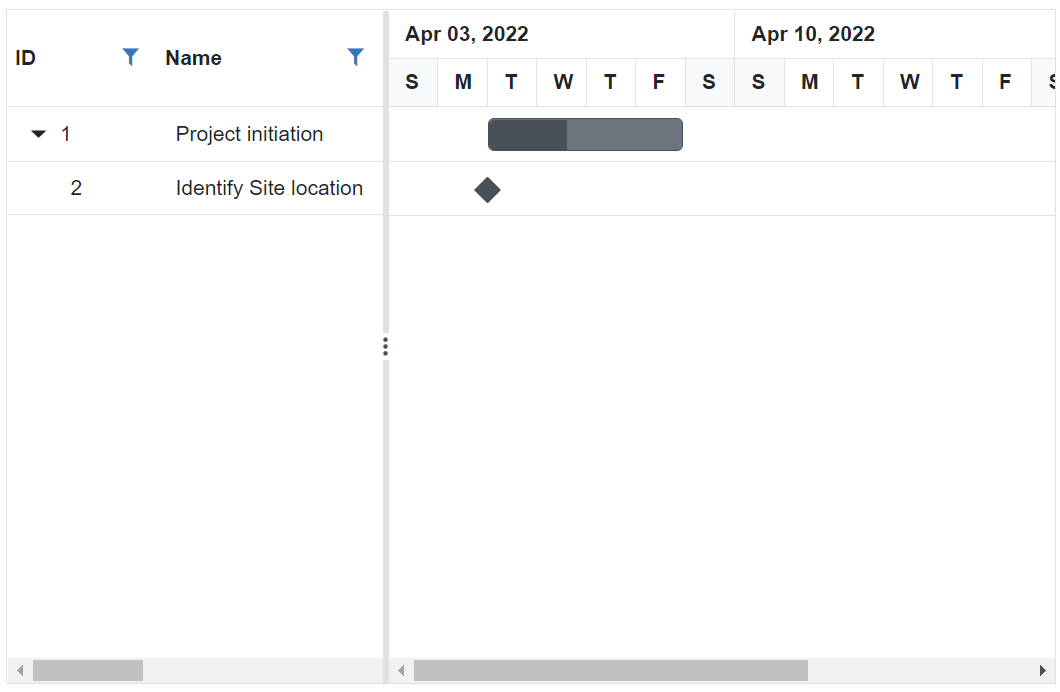 ID Name
Apr 03, 2022 Apr 10, 2022
S M T W T F S S M T W T F S
1 Project initiation
2 Identify Site location